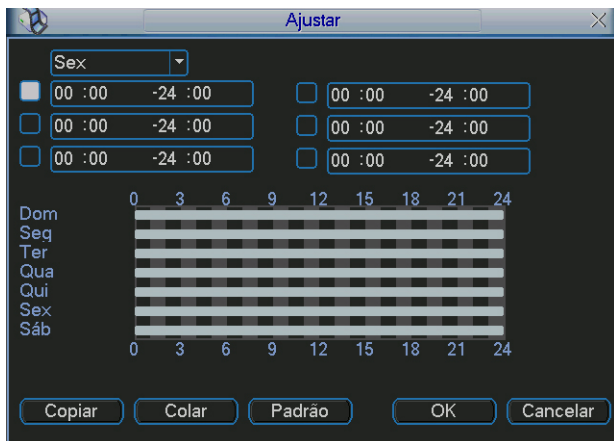 Ajustar
Sex
00 :00 -24 :00 00 :00 -24 :00
00 :00 -24 :00 00 :00 -24 :00
00 :00 -24 :00 00 :00 -24 :00
0 3 6 9 12 15 18 21 24
Dom
Seg
Ter
Qua
Qui
Sex
Sáb
0 3 6 9 12 15 18 21 24
Copiar Colar Padrão OK Cancelar